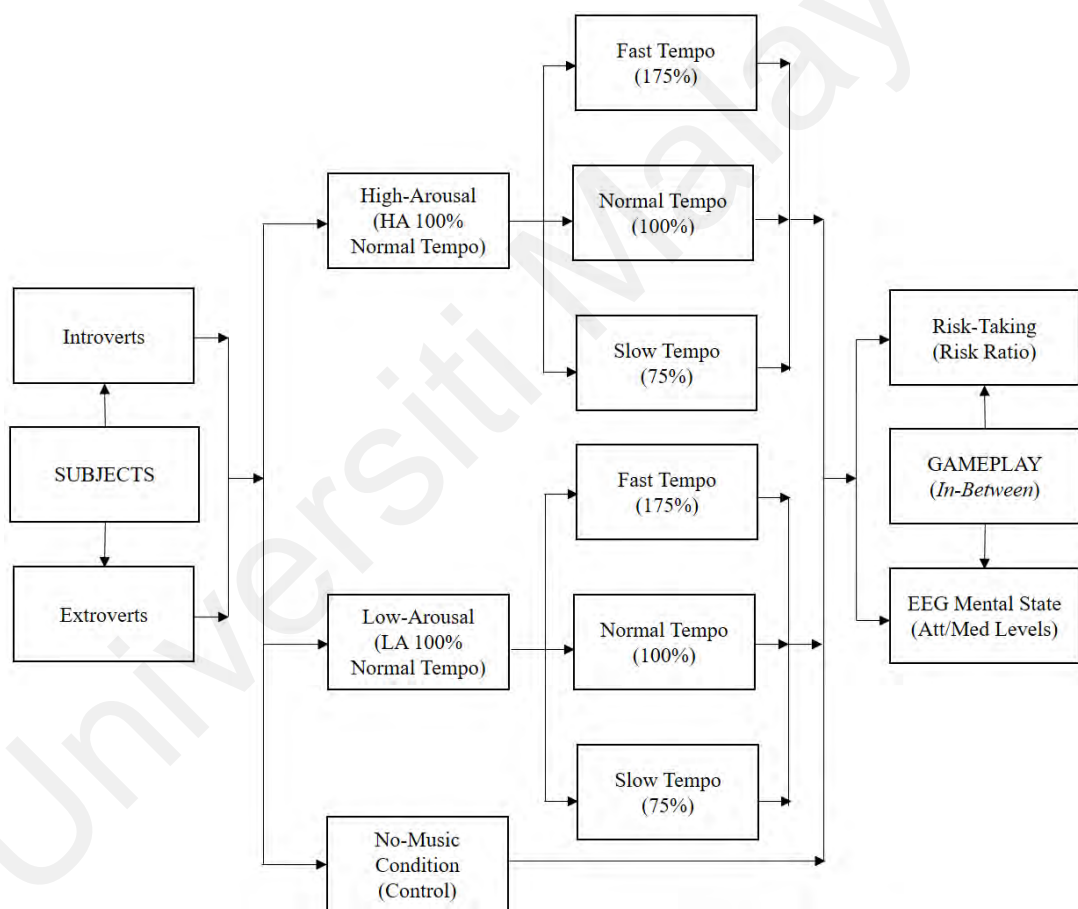 Fast Tempo
(175%)
High-Arousal
(HA 100%
Normal Tempo)
Normal Tempo
(100%)
Slow Tempo
(75%)
Introverts
SUBJECTS
Extroverts
Risk-Taking
(Risk Ratio)
GAMEPLAY
(In-Between)
EEG Mental State
(Att/Med Levels)
Fast Tempo
(175%)
Low-Arousal
(LA 100%
Normal Tempo)
Normal Tempo
(100%)
Slow Tempo
(75%)
No-Music
Condition
(Control)
Universiti Malay